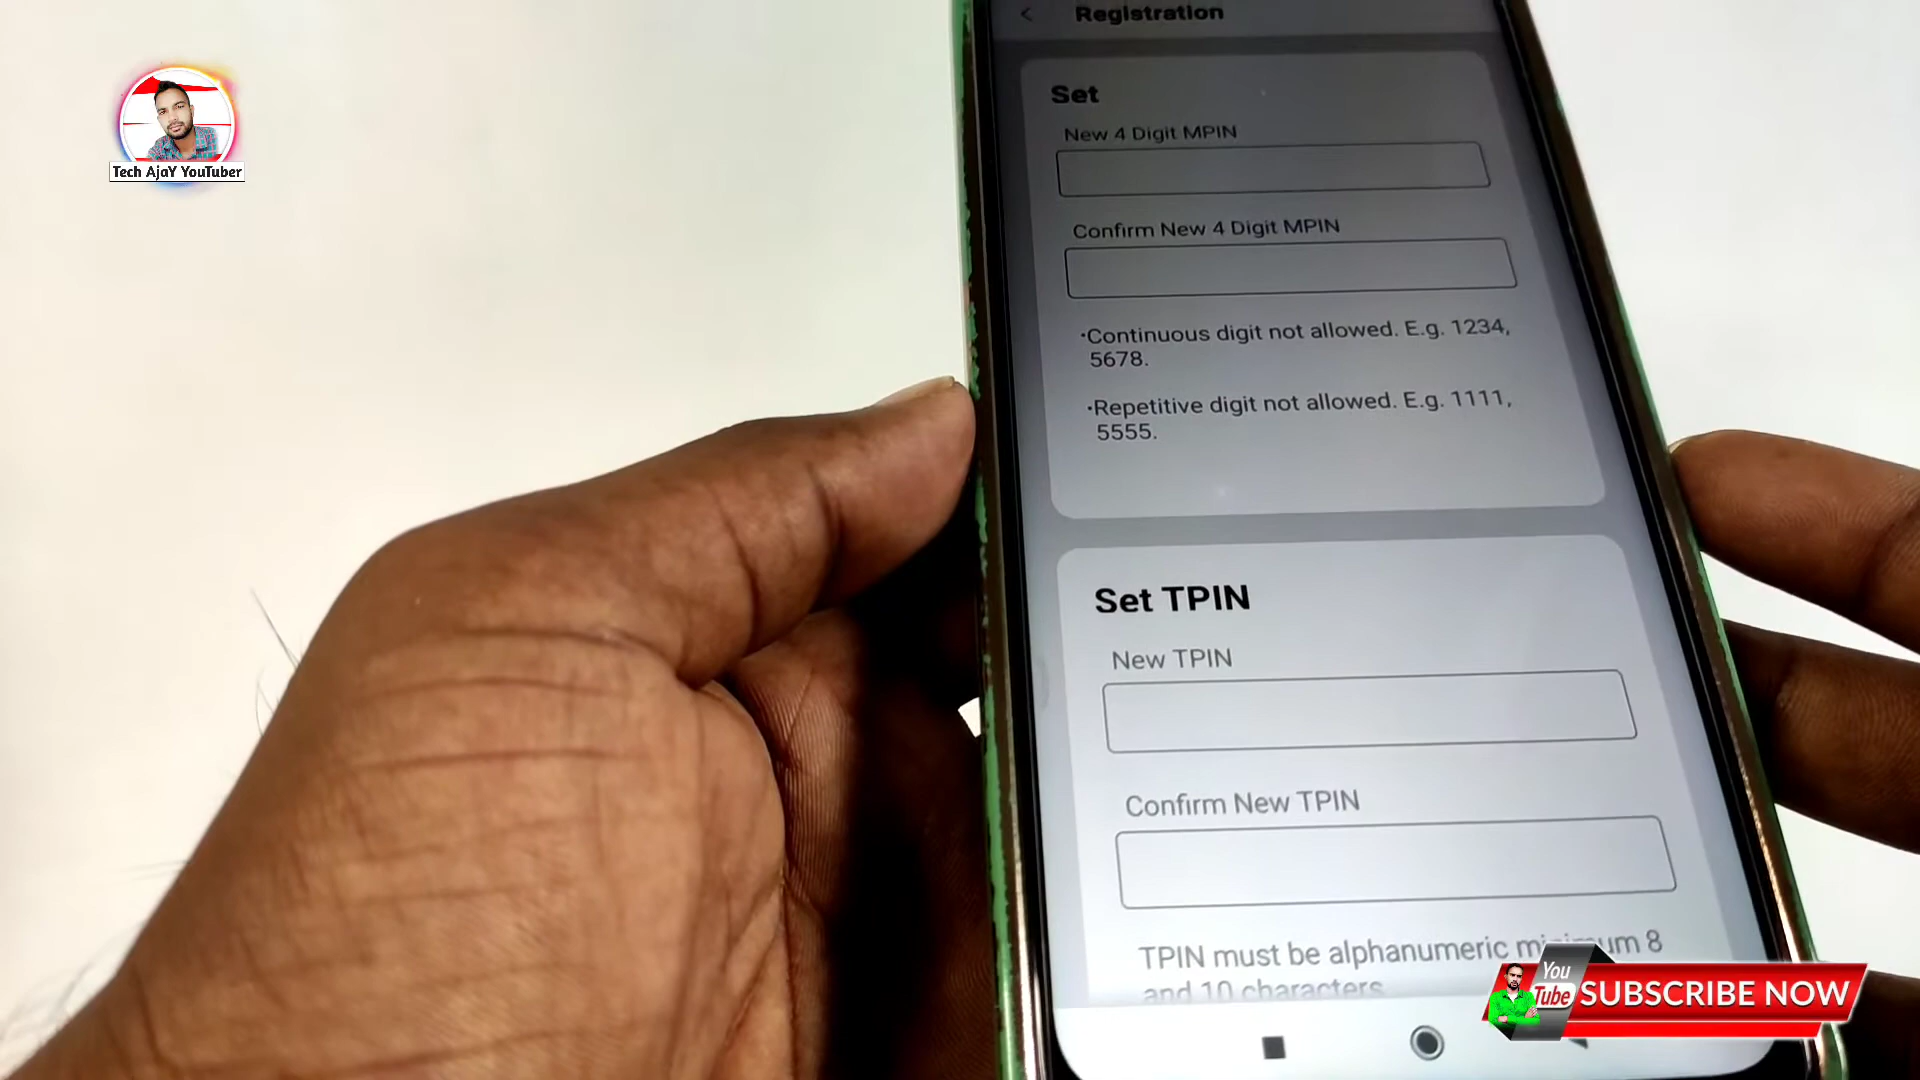 Registration
Set
New 4 Digit MPIN
Confirm New 4 Digit MPIN
•Continuous digit not allowed. E.g. 1234,
5678.
•Repetitive digit not allowed. E.g. 1111,
5555.
Set TPIN
New TPIN
Confirm New TPIN
TPIN must be alphanumeric minimum 8
and 10 characters
Tech AjaY YouTuber
You
Tube
SUBSCRIBE NOW